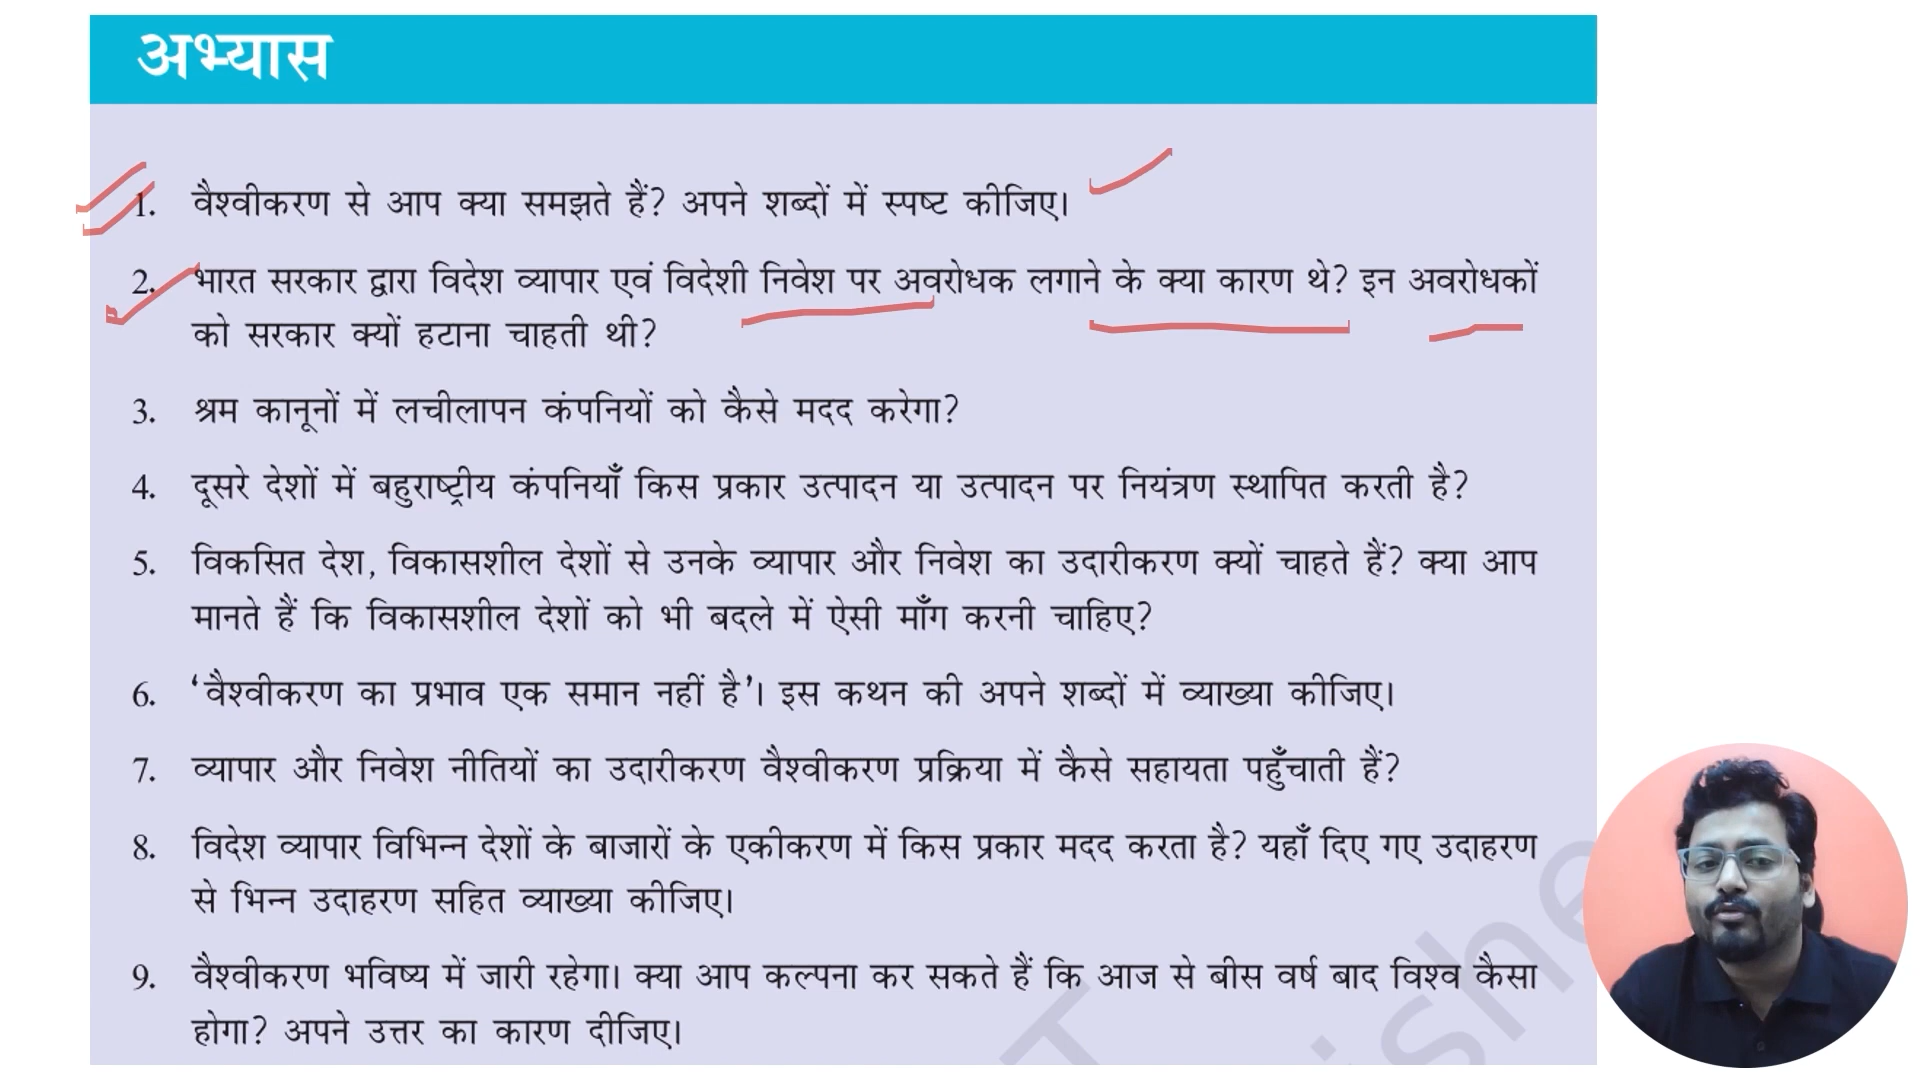 अभ्यास
1. वैश्वीकरण से आप क्या समझते हैं? अपने शब्दों में स्पष्ट कीजिए।
2. भारत सरकार द्वारा विदेश व्यापार एवं विदेशी निवेश पर अवरोधक लगाने के क्या कारण थे? इन अवरोधकों
को सरकार क्यों हटाना चाहती थी?
3. श्रम कानूनों में लचीलापन कंपनियों को कैसे मदद करेगा?
4. दूसरे देशों में बहुराष्ट्रीय कंपनियाँ किस प्रकार उत्पादन या उत्पादन पर नियंत्रण स्थापित करती है?
5. विकसित देश, विकासशील देशों से उनके व्यापार और निवेश का उदारीकरण क्यों चाहते हैं? क्या आप
मानते हैं कि विकासशील देशों को भी बदले में ऐसी माँग करनी चाहिए?
6. ‘वैश्वीकरण का प्रभाव एक समान नहीं है’। इस कथन की अपने शब्दों में व्याख्या कीजिए।
7. व्यापार और निवेश नीतियों का उदारीकरण वैश्वीकरण प्रक्रिया में कैसे सहायता पहुँचाती हैं?
8. विदेश व्यापार विभिन्न देशों के बाजारों के एकीकरण में किस प्रकार मदद करता है? यहाँ दिए गए उदाहरण
से भिन्न उदाहरण सहित व्याख्या कीजिए।
9. वैश्वीकरण भविष्य में जारी रहेगा। क्या आप कल्पना कर सकते हैं कि आज से बीस वर्ष बाद विश्व कैसा
होगा? अपने उत्तर का कारण दीजिए।